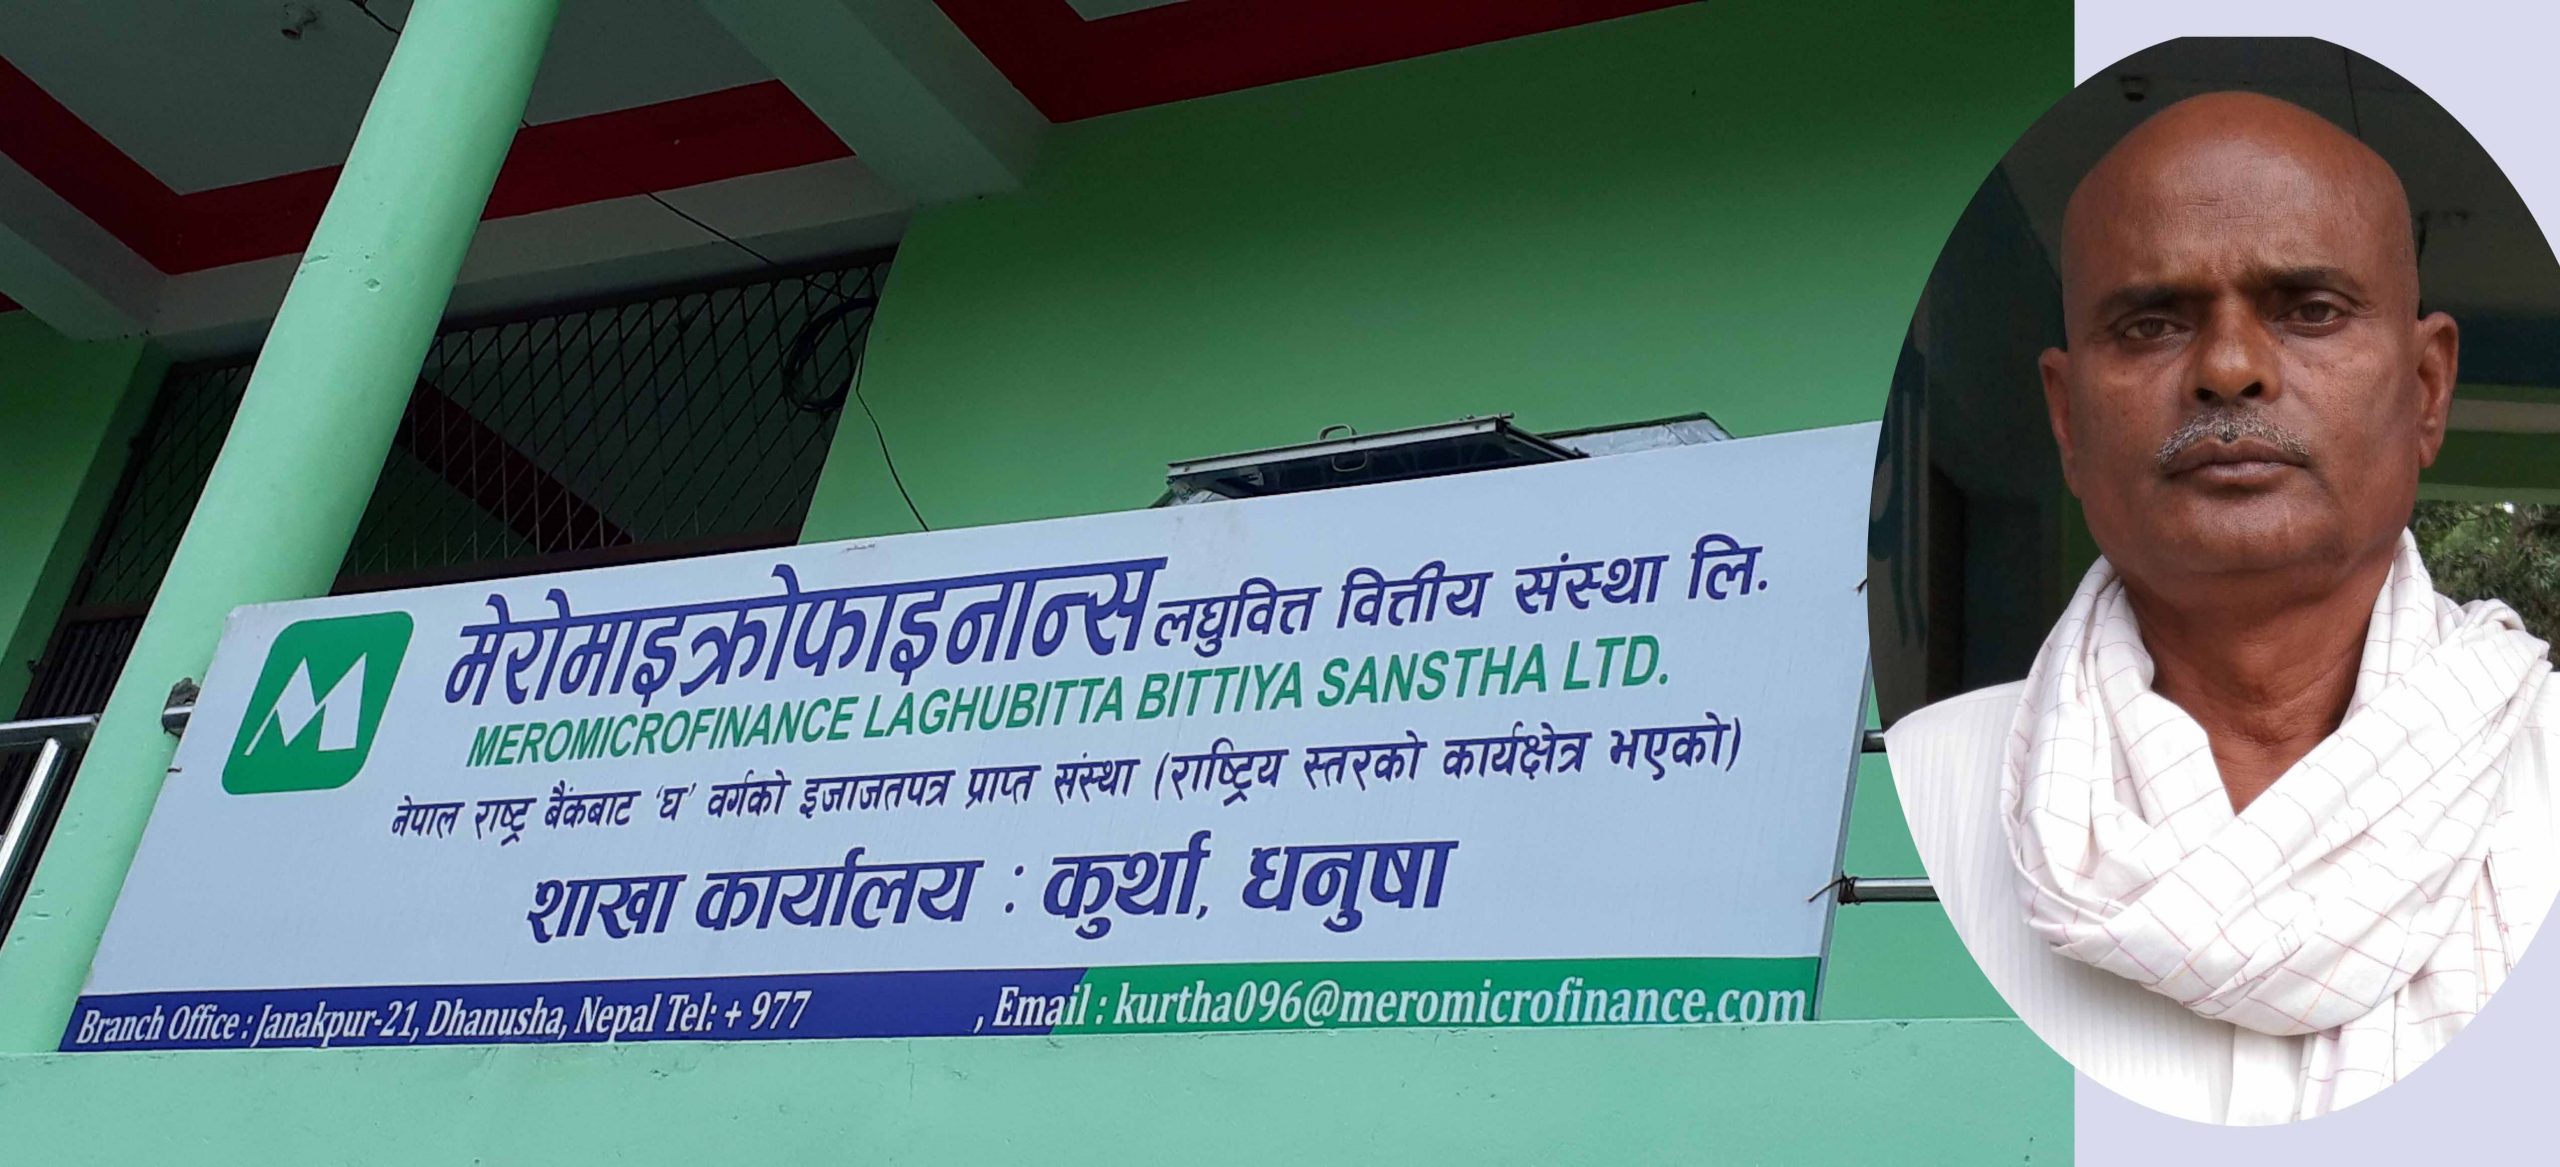 मेरोमाइक्रोफाइनान्स लघुवित्त वित्तीय संस्था लि.
MEROMICROFINANCE LAGHUBITTA BITTIYA SANSTHA LTD.
नेपाल राष्ट्र बैंकबाट 'घ' वर्गको इजाजतपत्र प्राप्त संस्था (राष्ट्रिय स्तरको कार्यक्षेत्र भएको)
शाखा कार्यालय : कुर्था, धनुषा
Branch Office : Janakpur-21, Dhanusha, Nepal Tel: + 977 , Email : kurtha096@meromicrofinance.com